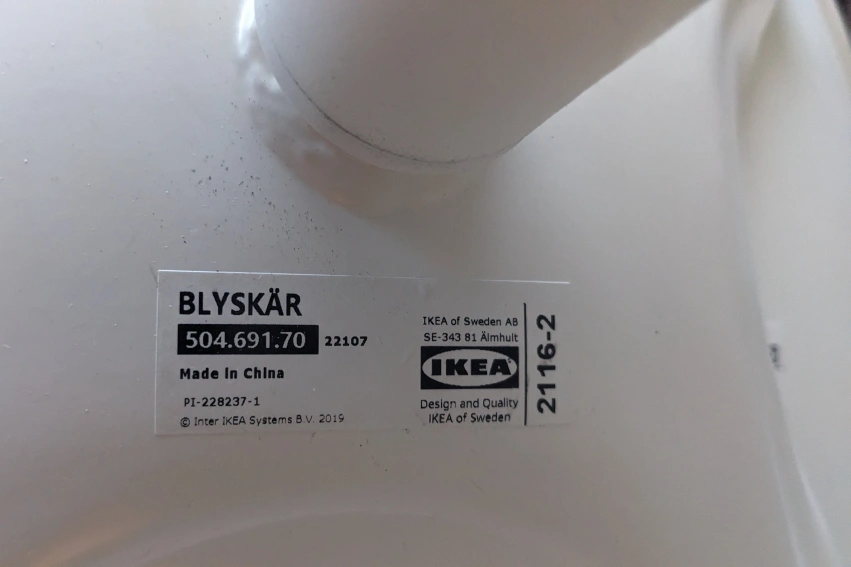 BLYSKÄR
504.691.70 22107
Made in China
PI-228237-1
© Inter IKEA Systems B.V. 2019
IKEA of Sweden AB
SE-343 81 Älmhult
IKEA
Design and Quality
IKEA of Sweden
2116-2